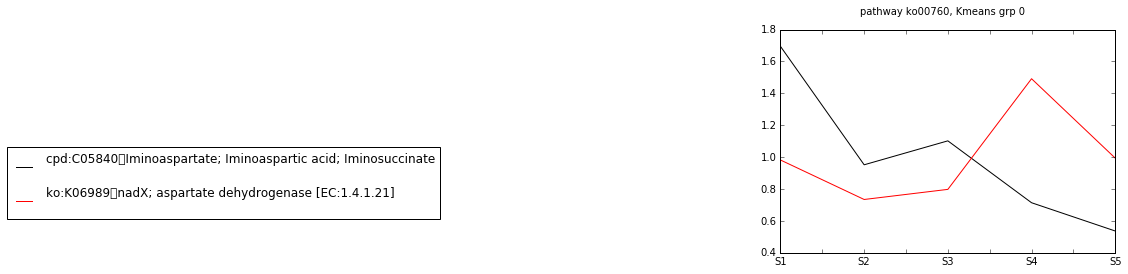 pathway ko00760, Kmeans grp 0
1.8
1.6
1.4
1.2
1.0
0.8
0.6
0.4
S1 S2 S3 S4 S5
cpd:C05840▯Iminoaspartate; Iminoaspartic acid; Iminosuccinate
ko:K06989▯nadX; aspartate dehydrogenase [EC:1.4.1.21]